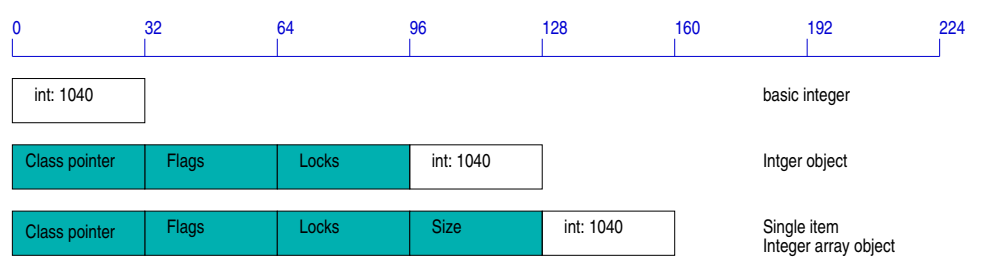 0 32 64 96 128 160 192 224
int: 1040 basic integer
Class pointer Flags Locks int: 1040 Intger object
Class pointer Flags Locks Size int: 1040 Single item
Integer array object